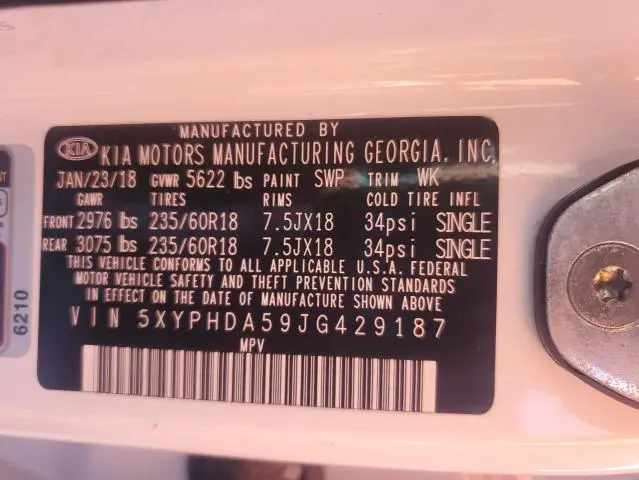 MANUFACTURED BY
KIA KIA MOTORS MANUFACTURING GEORGIA, INC.
JAN/23/18 GVWR 5622 lbs PAINT SWP TRIM WK
GAWR TIRES RIMS COLD TIRE INFL
FRONT 2976 lbs 235/60R18 7.5JX18 34psi SINGLE
REAR 3075 lbs 235/60R18 7.5JX18 34psi SINGLE
THIS VEHICLE CONFORMS TO ALL APPLICABLE U.S.A. FEDERAL
MOTOR VEHICLE SAFETY AND THEFT PREVENTION STANDARDS
IN EFFECT ON THE DATE OF MANUFACTURE SHOWN ABOVE
VIN 5XYPHDA59JG429187
MPV
6210